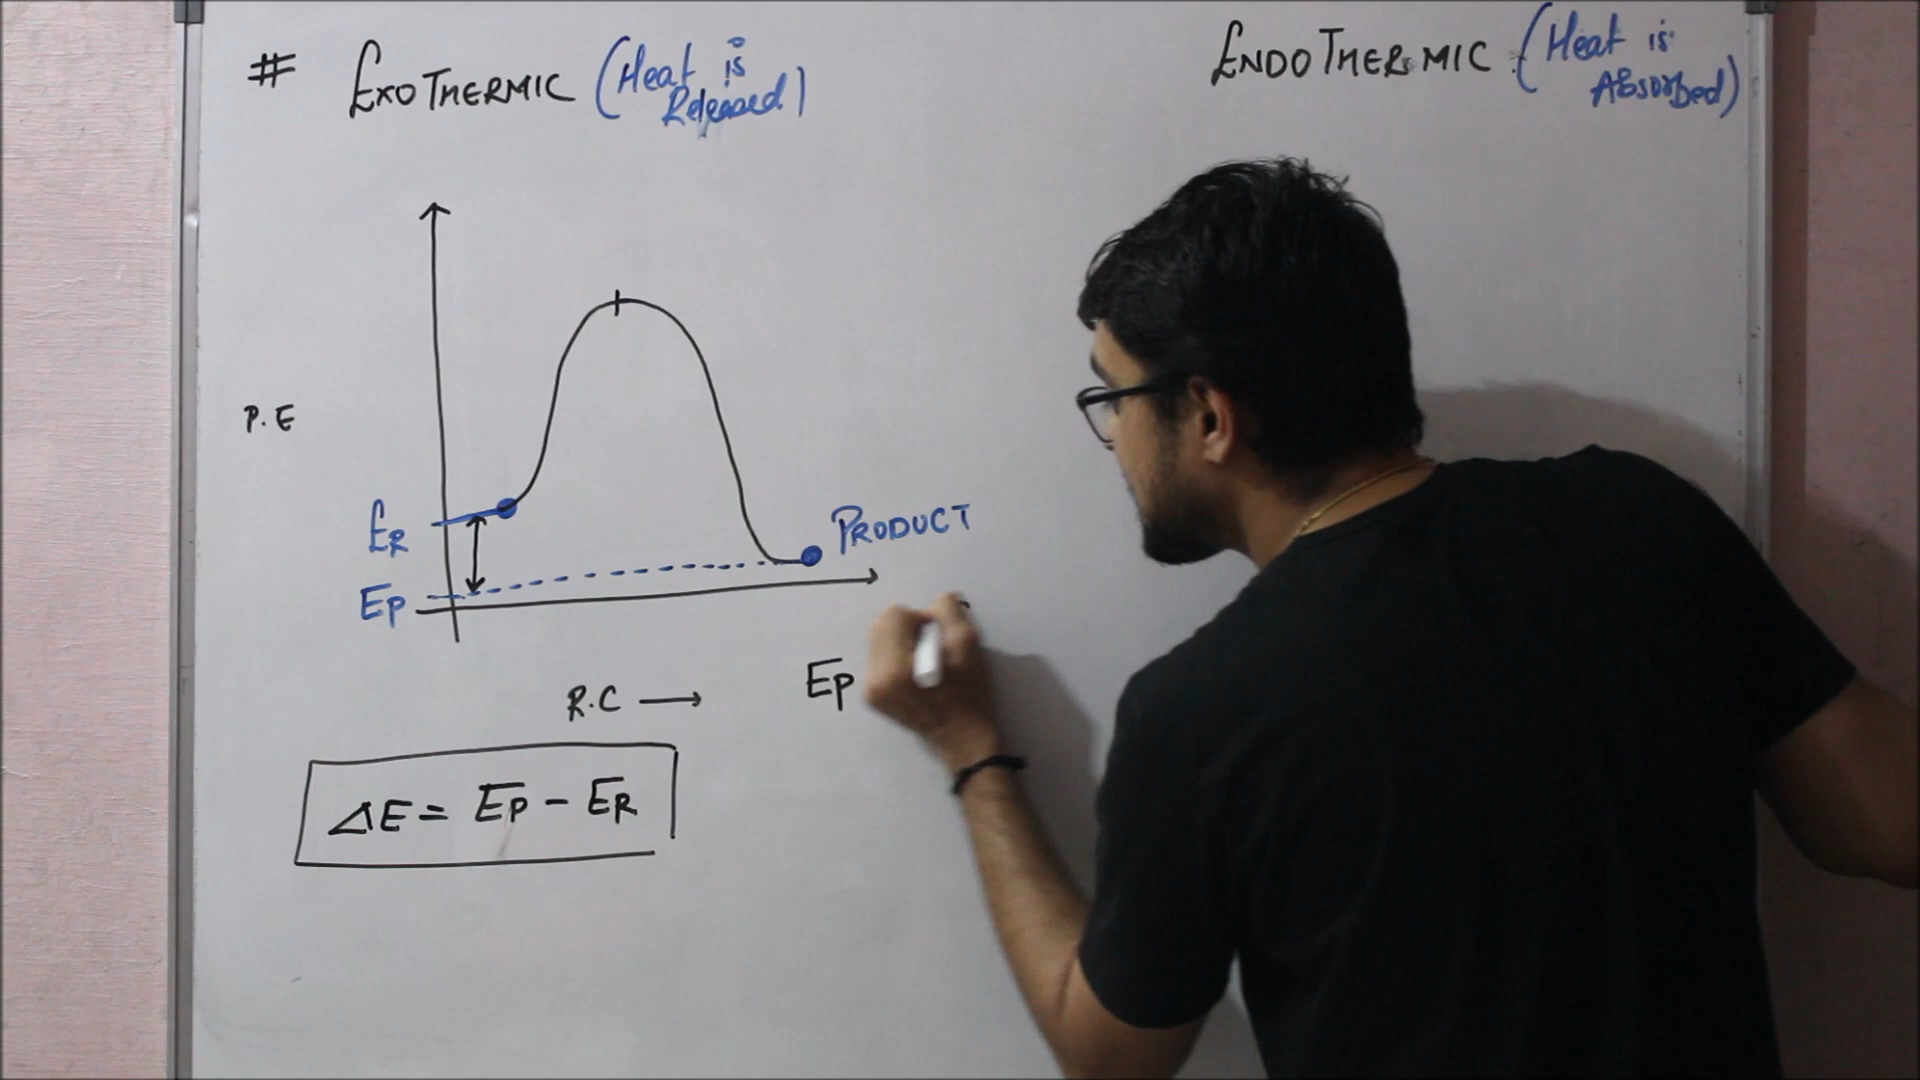 # EXOTHERMIC (Heat is Released)
ENDOTHERMIC (Heat is Absorbed)
P.E
ER
EP
PRODUCT
R.C →
EP
ΔE = EP - ER